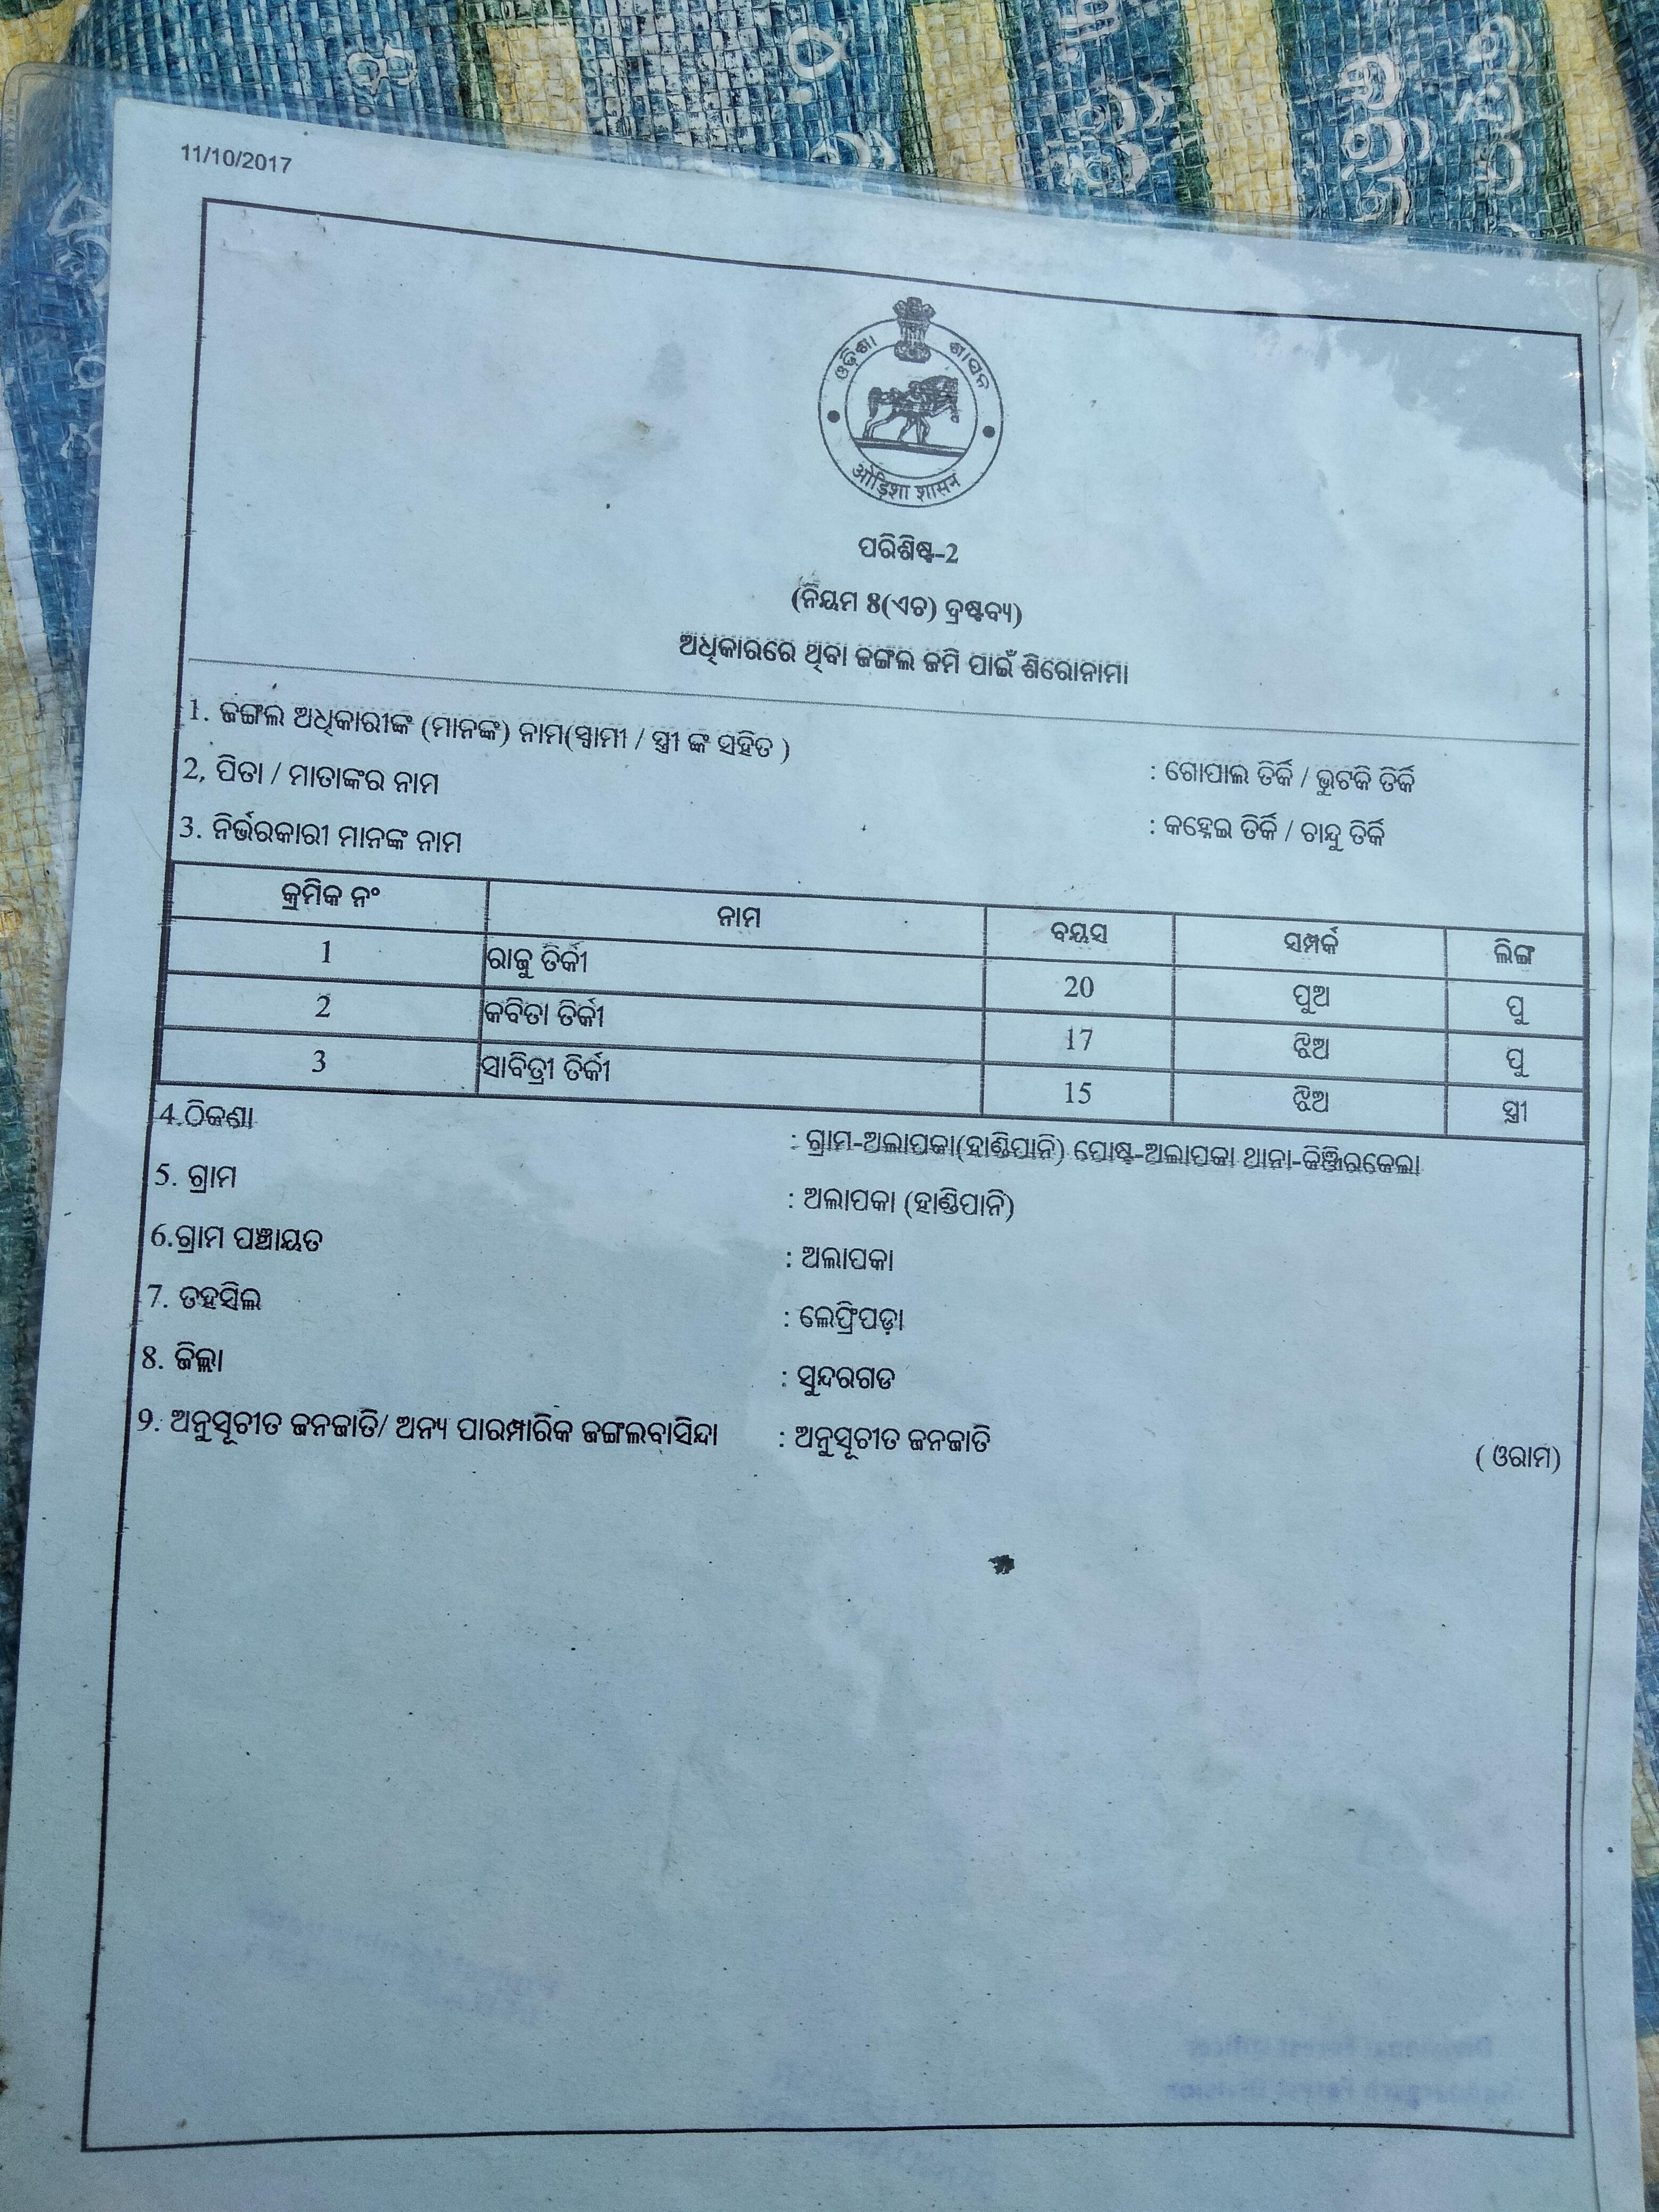 11/10/2017
ଓଡ଼ିଶା ଶାସନ
ओड़िशा शासन
ପରିଶିଷ୍ଟ-2
(ନିୟମ 8(ଏଚ) ଦ୍ରଷ୍ଟବ୍ୟ)
ଅଧିକାରରେ ଥିବା ଜଙ୍ଗଲ ଜମି ପାଇଁ ଶିରୋନାମା
1. ଜଙ୍ଗଲ ଅଧିକାରୀଙ୍କ (ମାନଙ୍କ) ନାମ(ସ୍ୱାମୀ / ସ୍ତ୍ରୀ ଙ୍କ ସହିତ ) : ଗୋପାଲ ତିର୍କି / ଭୁଟକି ତିର୍କି
2, ପିତା / ମାତାଙ୍କର ନାମ : କହ୍ନେଇ ତିର୍କି / ଚାନ୍ଦୁ ତିର୍କି
3. ନିର୍ଭରକାରୀ ମାନଙ୍କ ନାମ
କ୍ରମିକ ନଂ ନାମ ବୟସ ସମ୍ପର୍କ ଲିଙ୍ଗ
1 ରାଜୁ ତିର୍କୀ 20 ପୁଅ ପୁ
2 କବିତା ତିର୍କୀ 17 ଝିଅ ପୁ
3 ସାବିତ୍ରୀ ତିର୍କୀ 15 ଝିଅ ସ୍ତ୍ରୀ
4.ଠିକଣା : ଗ୍ରାମ-ଅଲାପକା(ହାଣ୍ଡିପାନି) ପୋଷ୍ଟ-ଅଲାପକା ଥାନା-କିଞ୍ଜିରକେଲା
5. ଗ୍ରାମ : ଅଲାପକା (ହାଣ୍ଡିପାନି)
6.ଗ୍ରାମ ପଞ୍ଚାୟତ : ଅଲାପକା
7. ତହସିଲ : ଲେଫ୍ରିପଡ଼ା
8. ଜିଲ୍ଲା : ସୁନ୍ଦରଗଡ
9. ଅନୁସୂଚୀତ ଜନଜାତି/ ଅନ୍ୟ ପାରମ୍ପାରିକ ଜଙ୍ଗଲବାସିନ୍ଦା : ଅନୁସୂଚୀତ ଜନଜାତି ( ଓରାମ)